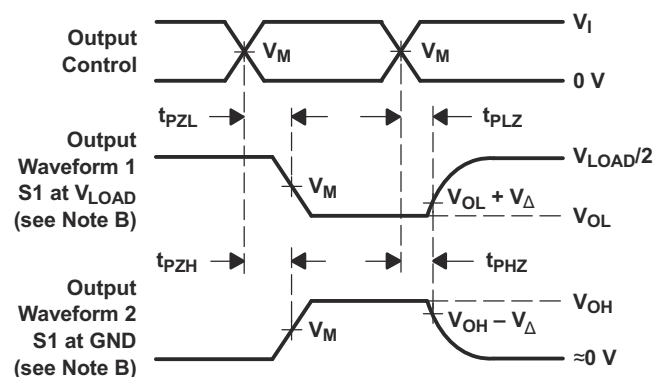 Output
Control
V_M
V_M
V_I
0 V
t_PZL
t_PLZ
Output
Waveform 1
S1 at V_LOAD
(see Note B)
V_M
V_LOAD/2
V_OL + V_Δ
V_OL
t_PZH
t_PHZ
Output
Waveform 2
S1 at GND
(see Note B)
V_M
V_OH
V_OH – V_Δ
≈0 V